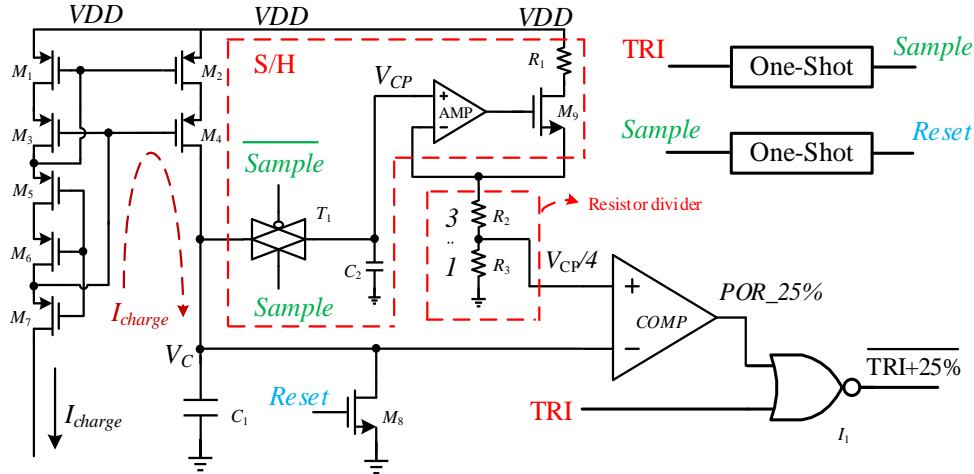 VDD
VDD
VDD
M1
M2
S/H
R1
TRI
One-Shot
Sample
VCP
M3
M4
AMP
M9
Sample
One-Shot
Reset
Sample
M5
T1
3
:
1
R2
R3
Resistor divider
M6
C2
VCP/4
M7
Icharge
Sample
+
−
COMP
POR_25%
VC
TRI+25%
Icharge
C1
Reset
M8
TRI
I1